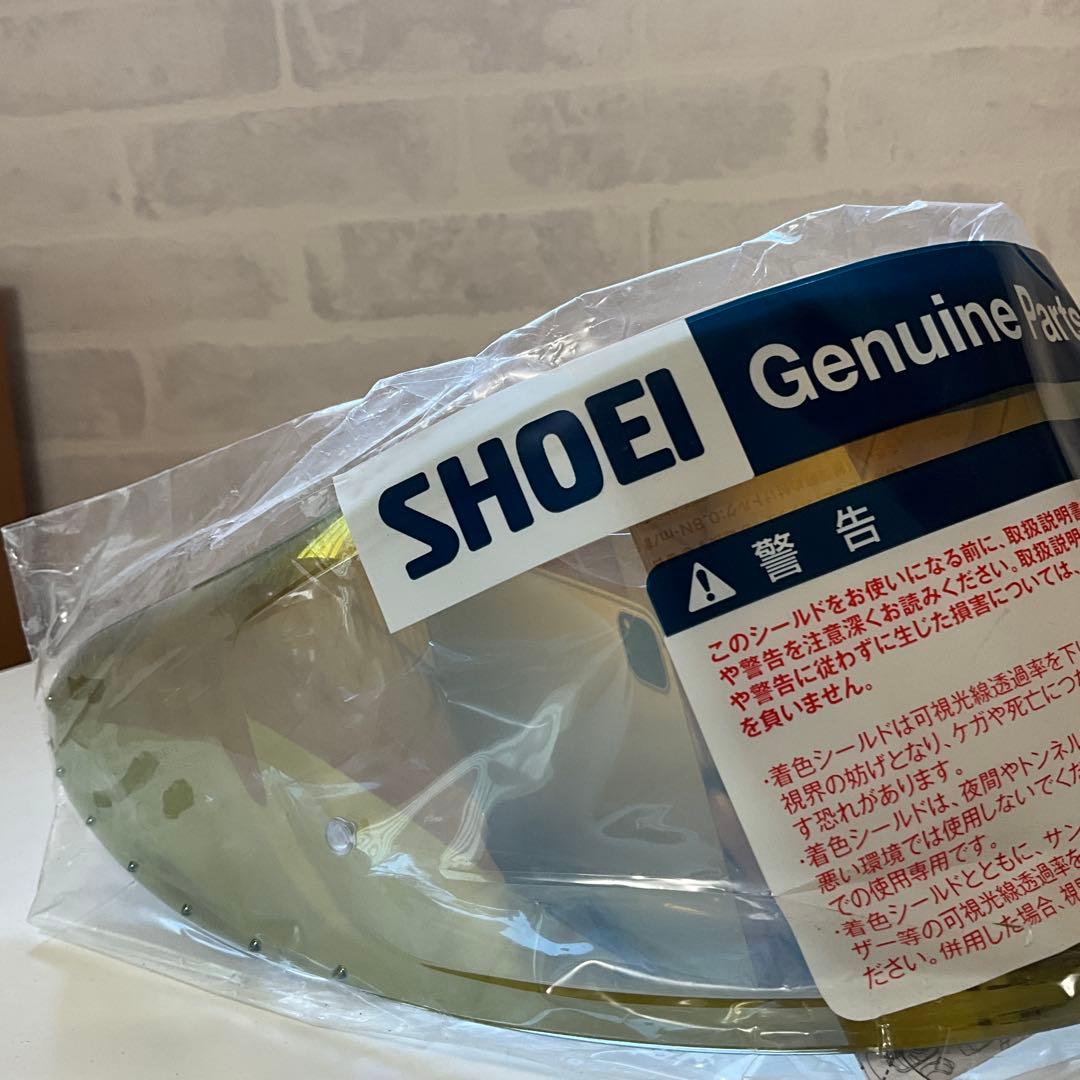 SHOEI
Genuine Parts
警告
このシールドをお使いになる前に、取扱説明書
や警告を注意深くお読みください。取扱説明
や警告に従わずに生じた損害については、
を負いません。
・着色シールドは可視光線透過率を下
視界の妨げとなり、ケガや死亡につ
す恐れがあります。
・着色シールドは、夜間やトンネル
悪い環境では使用しないでく
での使用専用です。
・着色シールドとともに、サン
ザー等の可視光線透過率を
ださい。併用した場合、視